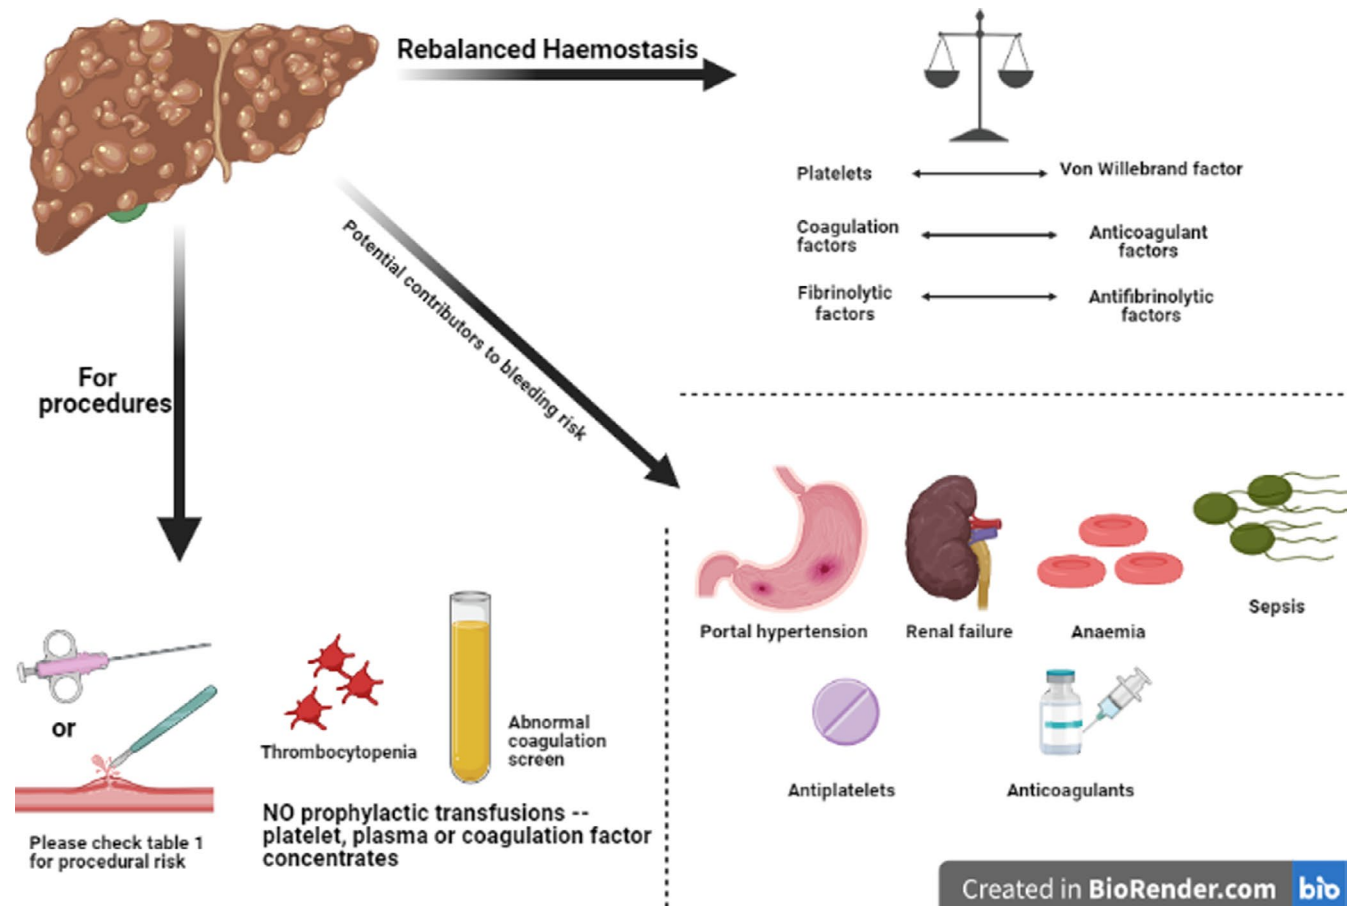 Rebalanced Haemostasis
Platelets
Von Willebrand factor
Coagulation
factors
Anticoagulant
factors
Fibrinolytic
factors
Antifibrinolytic
factors
Potential contributors to bleeding risk
For
procedures
Portal hypertension
Renal failure
Anaemia
Sepsis
Antiplatelets
Anticoagulants
or
Please check table 1
for procedural risk
Thrombocytopenia
Abnormal
coagulation
screen
NO prophylactic transfusions --
platelet, plasma or coagulation factor
concentrates
Created in BioRender.com bio